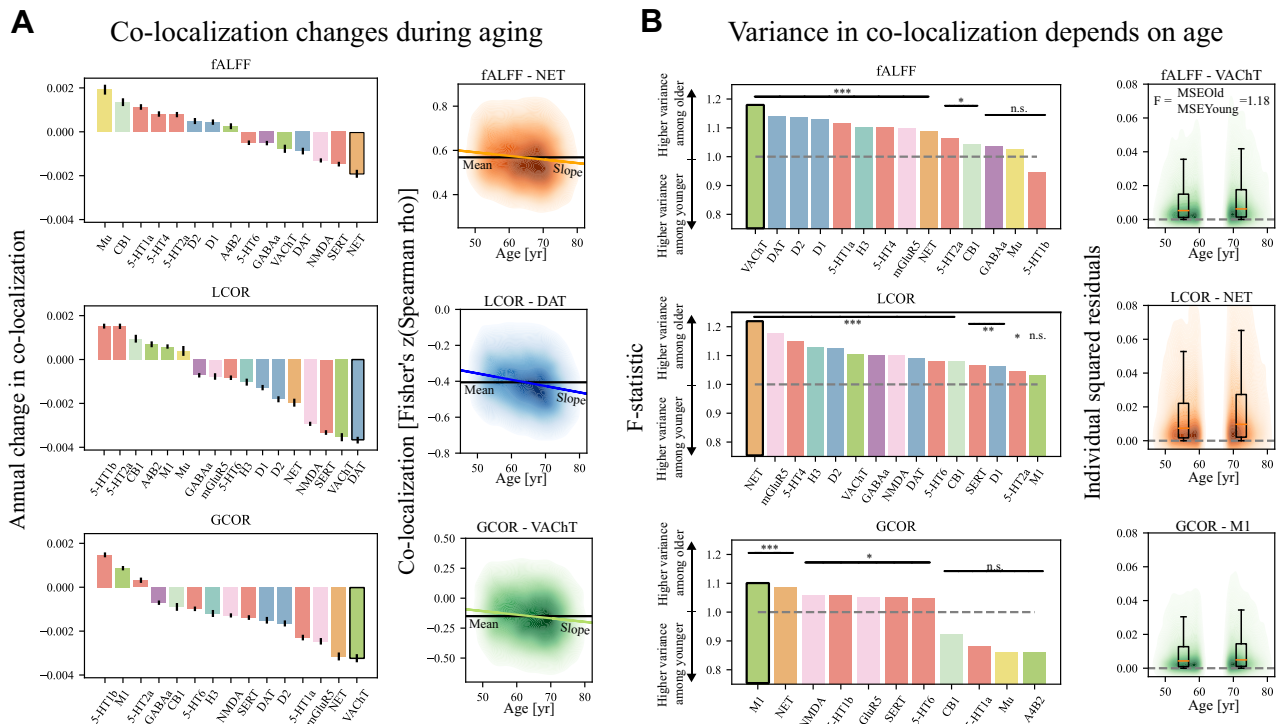 A
Co-localization changes during aging
Annual change in co-localization
fALFF
0.002
0.000
−0.002
−0.004
Mu
CB1
5-HT1a
5-HT4
5-HT2a
D2
D1
A4B2
5-HT6
GABAa
VAChT
DAT
NMDA
SERT
NET
LCOR
0.002
0.000
−0.002
−0.004
5-HT1b
5-HT2a
CB1
A4B2
M1
Mu
GABAa
mGluR5
5-HT6
H3
D1
D2
NET
NMDA
SERT
VAChT
DAT
GCOR
0.002
0.000
−0.002
−0.004
5-HT1b
M1
5-HT2a
GABAa
CB1
5-HT6
H3
NMDA
SERT
DAT
D2
5-HT1a
mGluR5
NET
VAChT
Co-localization [Fisher's z(Spearman rho)]
fALFF - NET
0.8
0.6
0.4
Mean
Slope
50 60 70 80
Age [yr]
LCOR - DAT
0.0
−0.2
−0.4
−0.6
−0.8
Mean
Slope
50 60 70 80
Age [yr]
GCOR - VAChT
0.50
0.25
0.00
−0.25
−0.50
Mean
Slope
50 60 70 80
Age [yr]
B
Variance in co-localization depends on age
F-statistic
Higher variance
among older
Higher variance
among younger
fALFF
1.2
1.1
1.0
0.9
0.8
***
*
n.s.
VAChT
DAT
D2
D1
5-HT1a
H3
5-HT4
mGluR5
NET
5-HT2a
CB1
GABAa
Mu
5-HT1b
Higher variance
among older
Higher variance
among younger
LCOR
1.2
1.1
1.0
0.9
0.8
***
**
*
n.s.
NET
mGluR5
5-HT4
H3
D2
VAChT
GABAa
NMDA
DAT
5-HT6
CB1
SERT
D1
5-HT2a
M1
Higher variance
among older
Higher variance
among younger
GCOR
1.2
1.1
1.0
0.9
0.8
***
*
n.s.
M1
NET
NMDA
5-HT1b
GluR5
SERT
5-HT6
CB1
5-HT1a
Mu
A4B2
Individual squared residuals
fALFF - VAChT
F = MSEOld
MSEYoung =1.18
0.08
0.06
0.04
0.02
0.00
50 60 70 80
Age [yr]
LCOR - NET
0.08
0.06
0.04
0.02
0.00
50 60 70 80
Age [yr]
GCOR - M1
0.08
0.06
0.04
0.02
0.00
50 60 70 80
Age [yr]